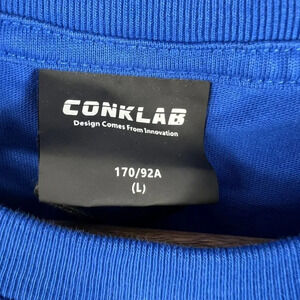 CONKLAB
Design Comes From Innovation
170/92A
(L)